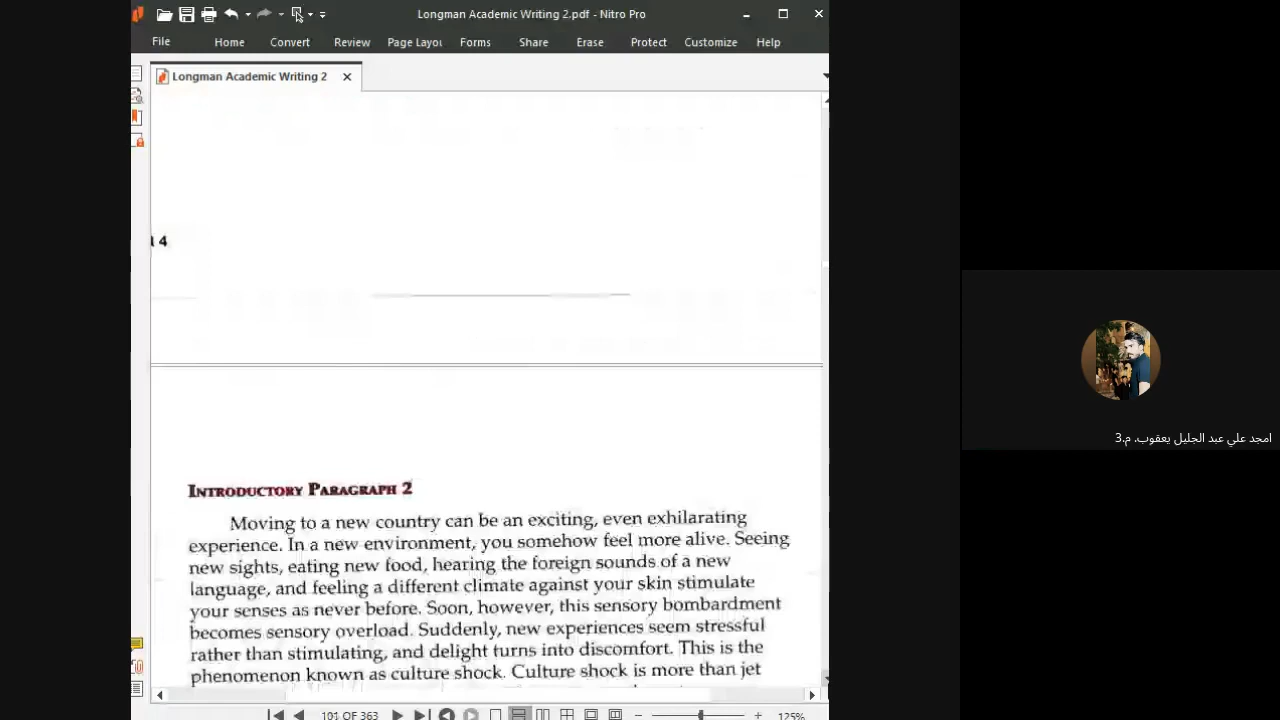 Longman Academic Writing 2.pdf - Nitro Pro
File Home Convert Review Page Layou Forms Share Erase Protect Customize Help
Longman Academic Writing 2
4
INTRODUCTORY PARAGRAPH 2
Moving to a new country can be an exciting, even exhilarating
experience. In a new environment, you somehow feel more alive. Seeing
new sights, eating new food, hearing the foreign sounds of a new
language, and feeling a different climate against your skin stimulate
your senses as never before. Soon, however, this sensory bombardment
becomes sensory overload. Suddenly, new experiences seem stressful
rather than stimulating, and delight turns into discomfort. This is the
phenomenon known as culture shock. Culture shock is more than jet
101 OF 363
125%
امجد علي عبد الجليل يعقوب. م.3